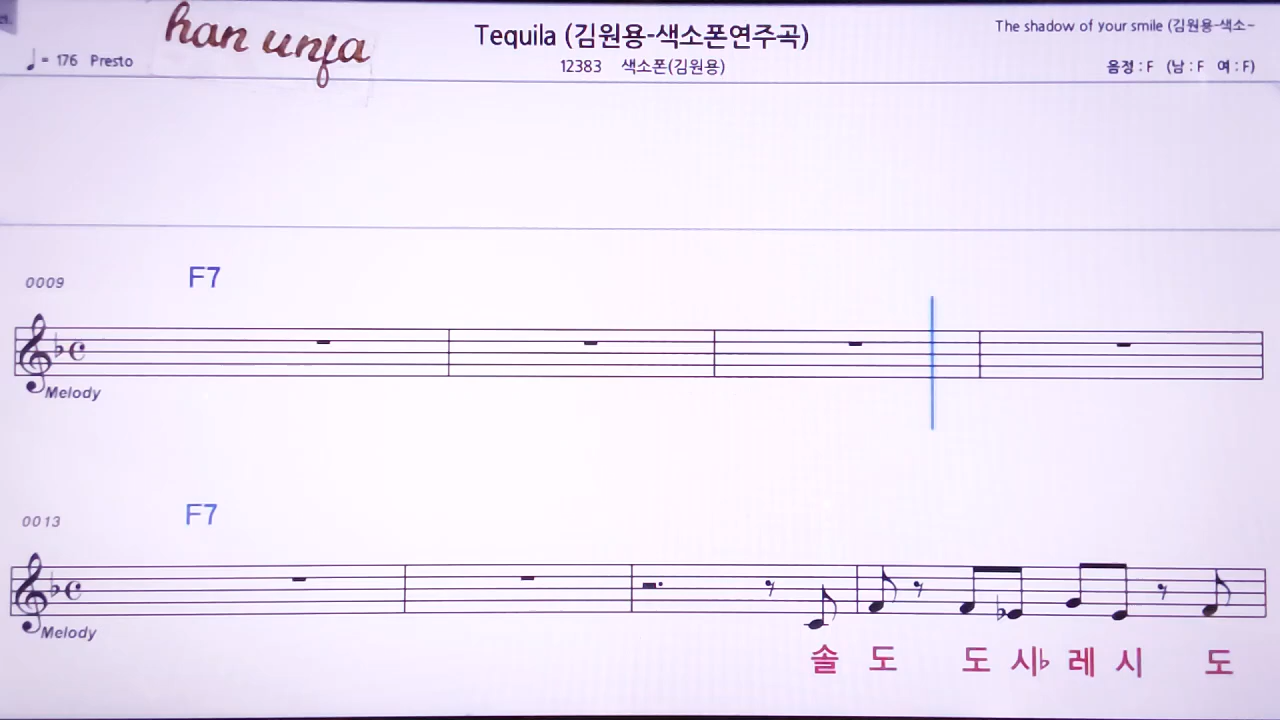 han unja
Tequila (김원용-색소폰연주곡)
The shadow of your smile (김원용-색소-
= 176 Presto
12383 색소폰(김원용)
음정 : F (남 : F 여 : F)
0009
F7
Melody
0013
F7
Melody
솔 도 도 시♭ 레 시 도